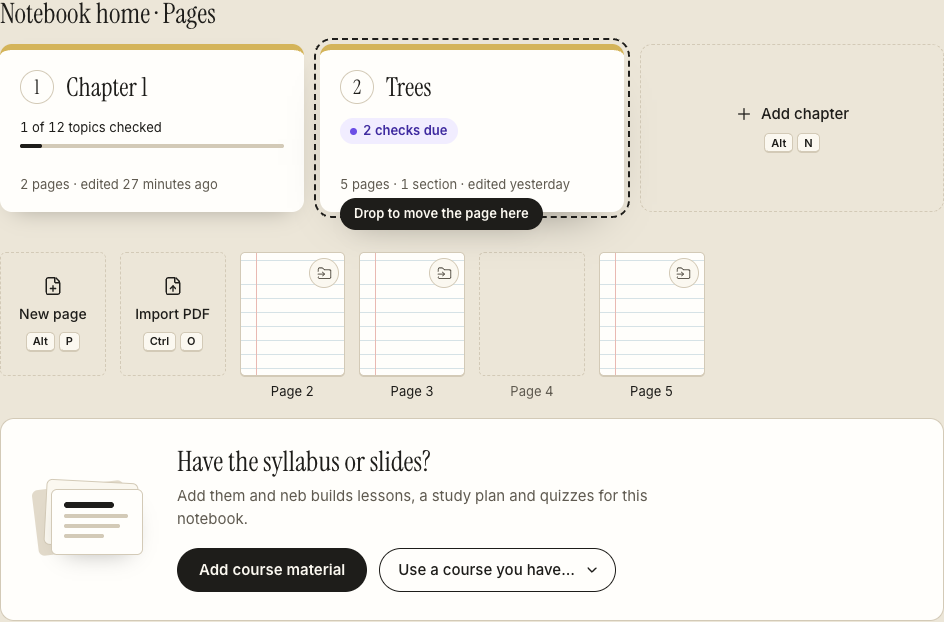 Notebook home · Pages
1 Chapter 1
1 of 12 topics checked
2 pages · edited 27 minutes ago
2 Trees
2 checks due
5 pages · 1 section · edited yesterday
Drop to move the page here
Add chapter
Alt N
New page
Alt P
Import PDF
Ctrl O
Page 2
Page 3
Page 4
Page 5
Have the syllabus or slides?
Add them and neb builds lessons, a study plan and quizzes for this
notebook.
Add course material
Use a course you have...